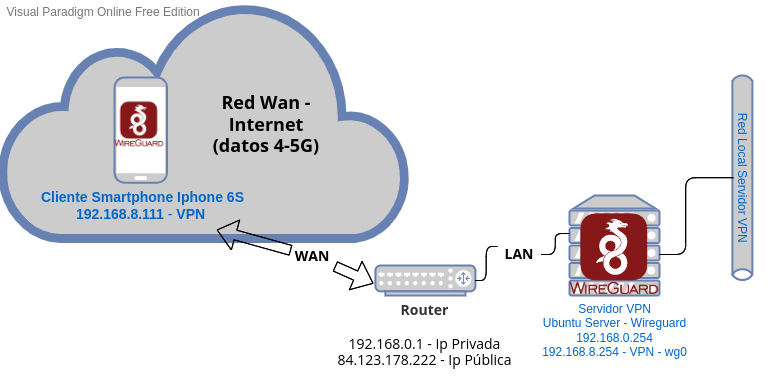 Visual Paradigm Online Free Edition
Red Wan -
Internet
(datos 4-5G)
WIREGUARD
Cliente Smartphone Iphone 6S
192.168.8.111 - VPN
WAN
LAN
Router
192.168.0.1 - Ip Privada
84.123.178.222 - Ip Pública
WIREGUARD
Servidor VPN
Ubuntu Server - Wireguard
192.168.0.254
192.168.8.254 - VPN - wg0
Red Local Servidor VPN